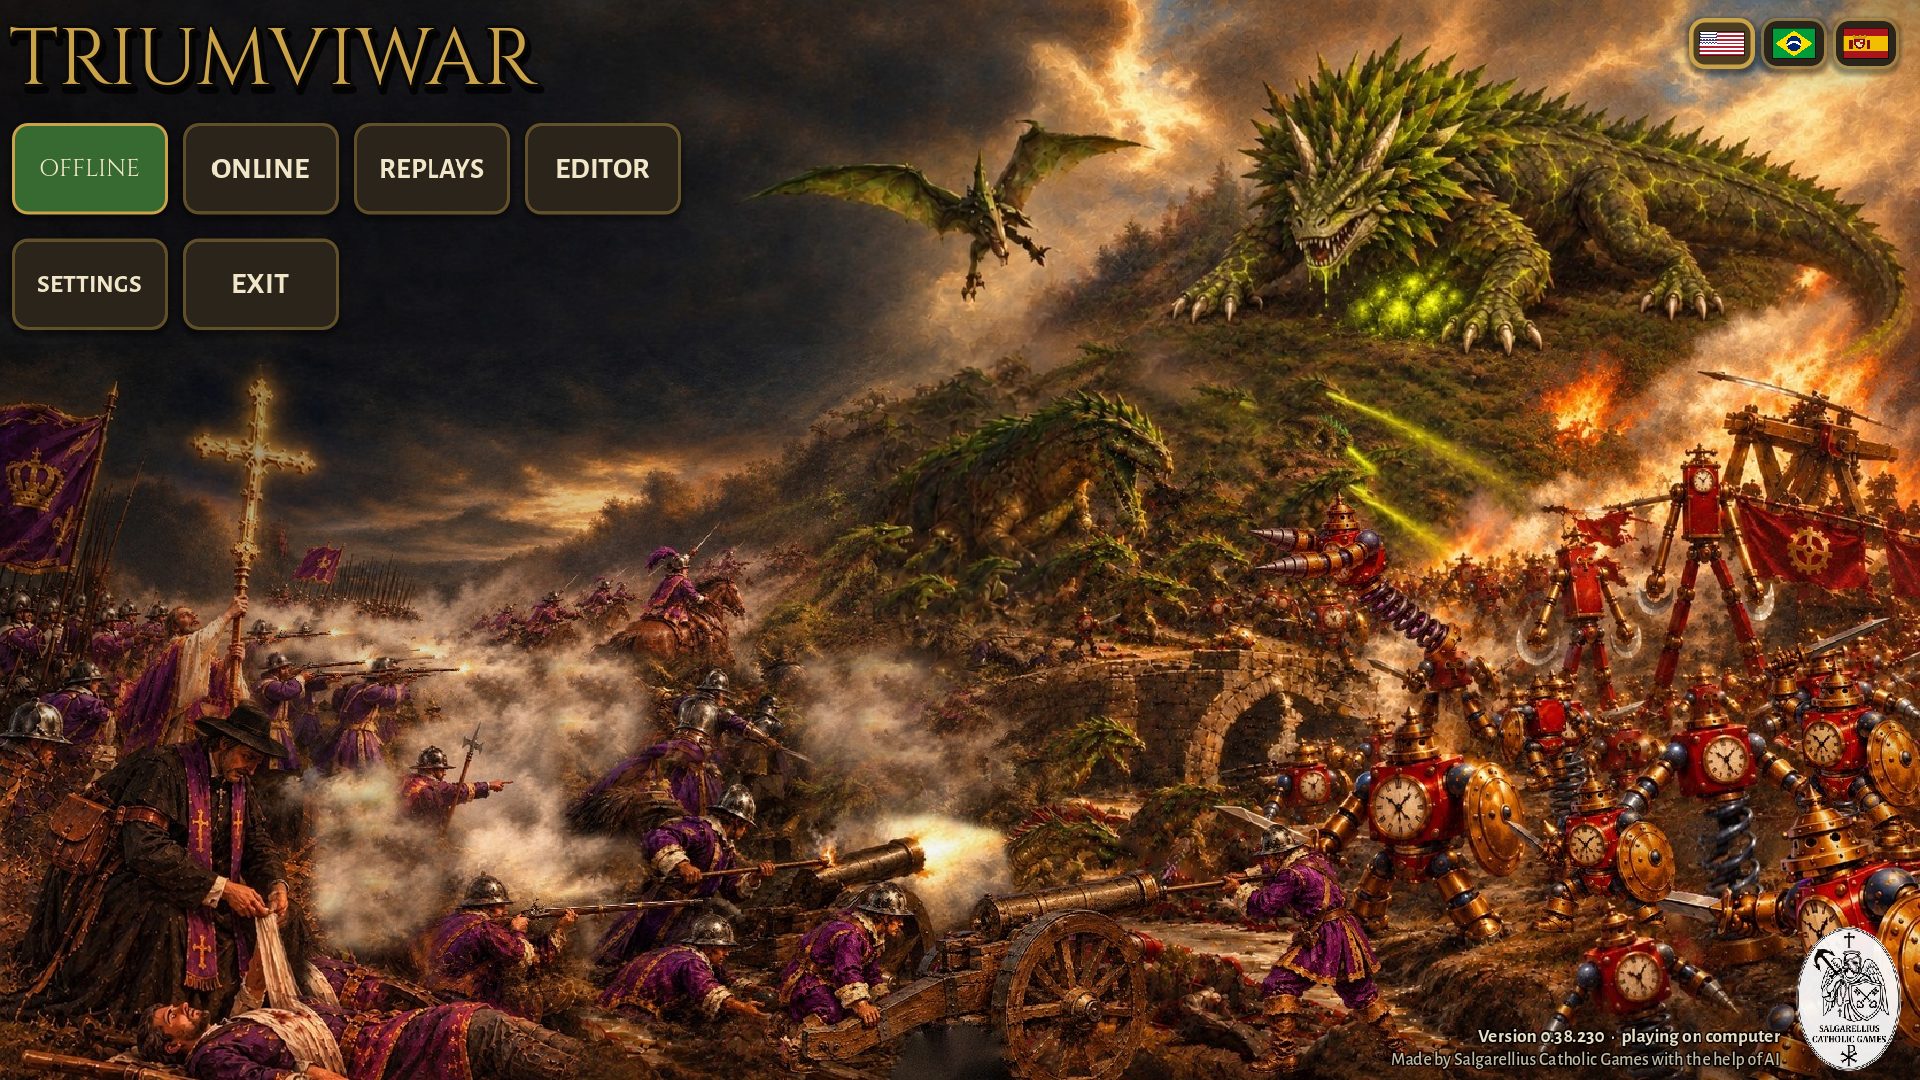 TRIUMVIWAR
OFFLINE
ONLINE
REPLAYS
EDITOR
SETTINGS
EXIT
Version 0.38.230 · playing on computer
Made by Salgarellius Catholic Games with the help of AI
SALGARELLIUS
CATHOLIC GAMES